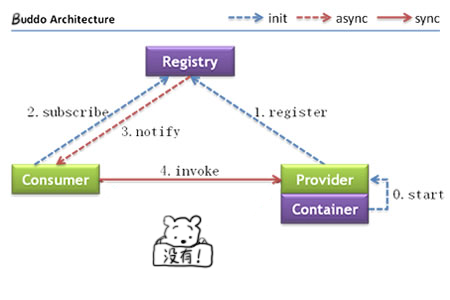 Buddo Architecture
init
async
sync
Registry
2. subscribe
1. register
3. notify
Consumer
4. invoke
Provider
Container
0. start
没有！